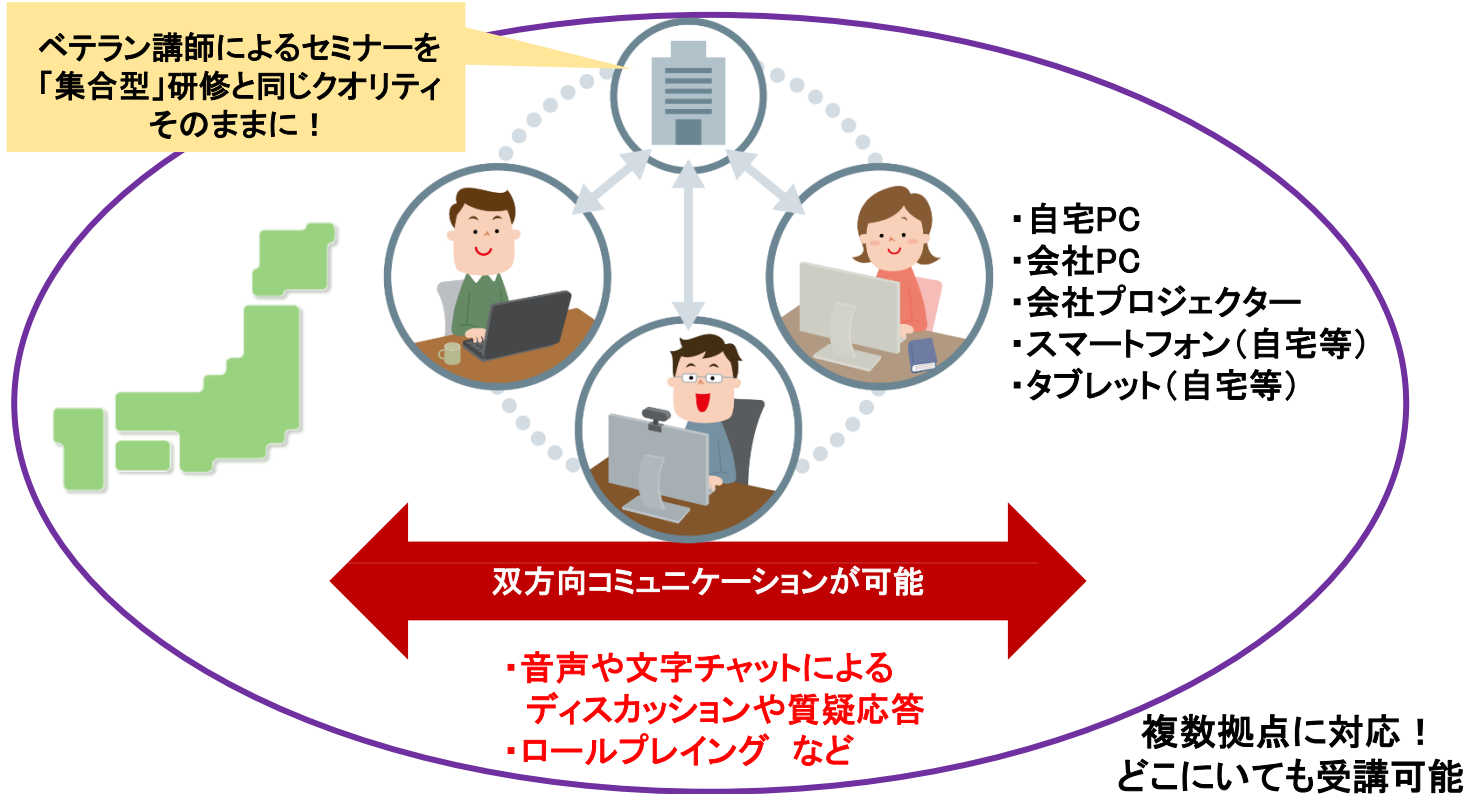 ベテラン講師によるセミナーを
「集合型」研修と同じクオリティ
そのままに！
・自宅PC
・会社PC
・会社プロジェクター
・スマートフォン（自宅等）
・タブレット（自宅等）
双方向コミュニケーションが可能
・音声や文字チャットによる
ディスカッションや質疑応答
・ロールプレイング　など
複数拠点に対応！
どこにいても受講可能